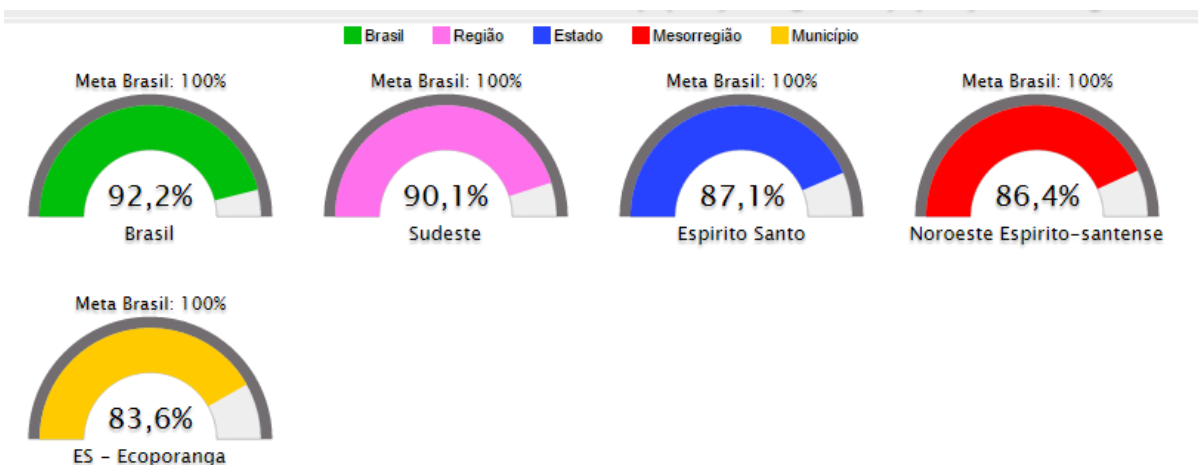 Brasil Região Estado Mesorregião Município
Meta Brasil: 100% Meta Brasil: 100% Meta Brasil: 100% Meta Brasil: 100%
92,2% 90,1% 87,1% 86,4%
Brasil Sudeste Espirito Santo Noroeste Espirito-santense
Meta Brasil: 100%
83,6%
ES - Ecoporanga